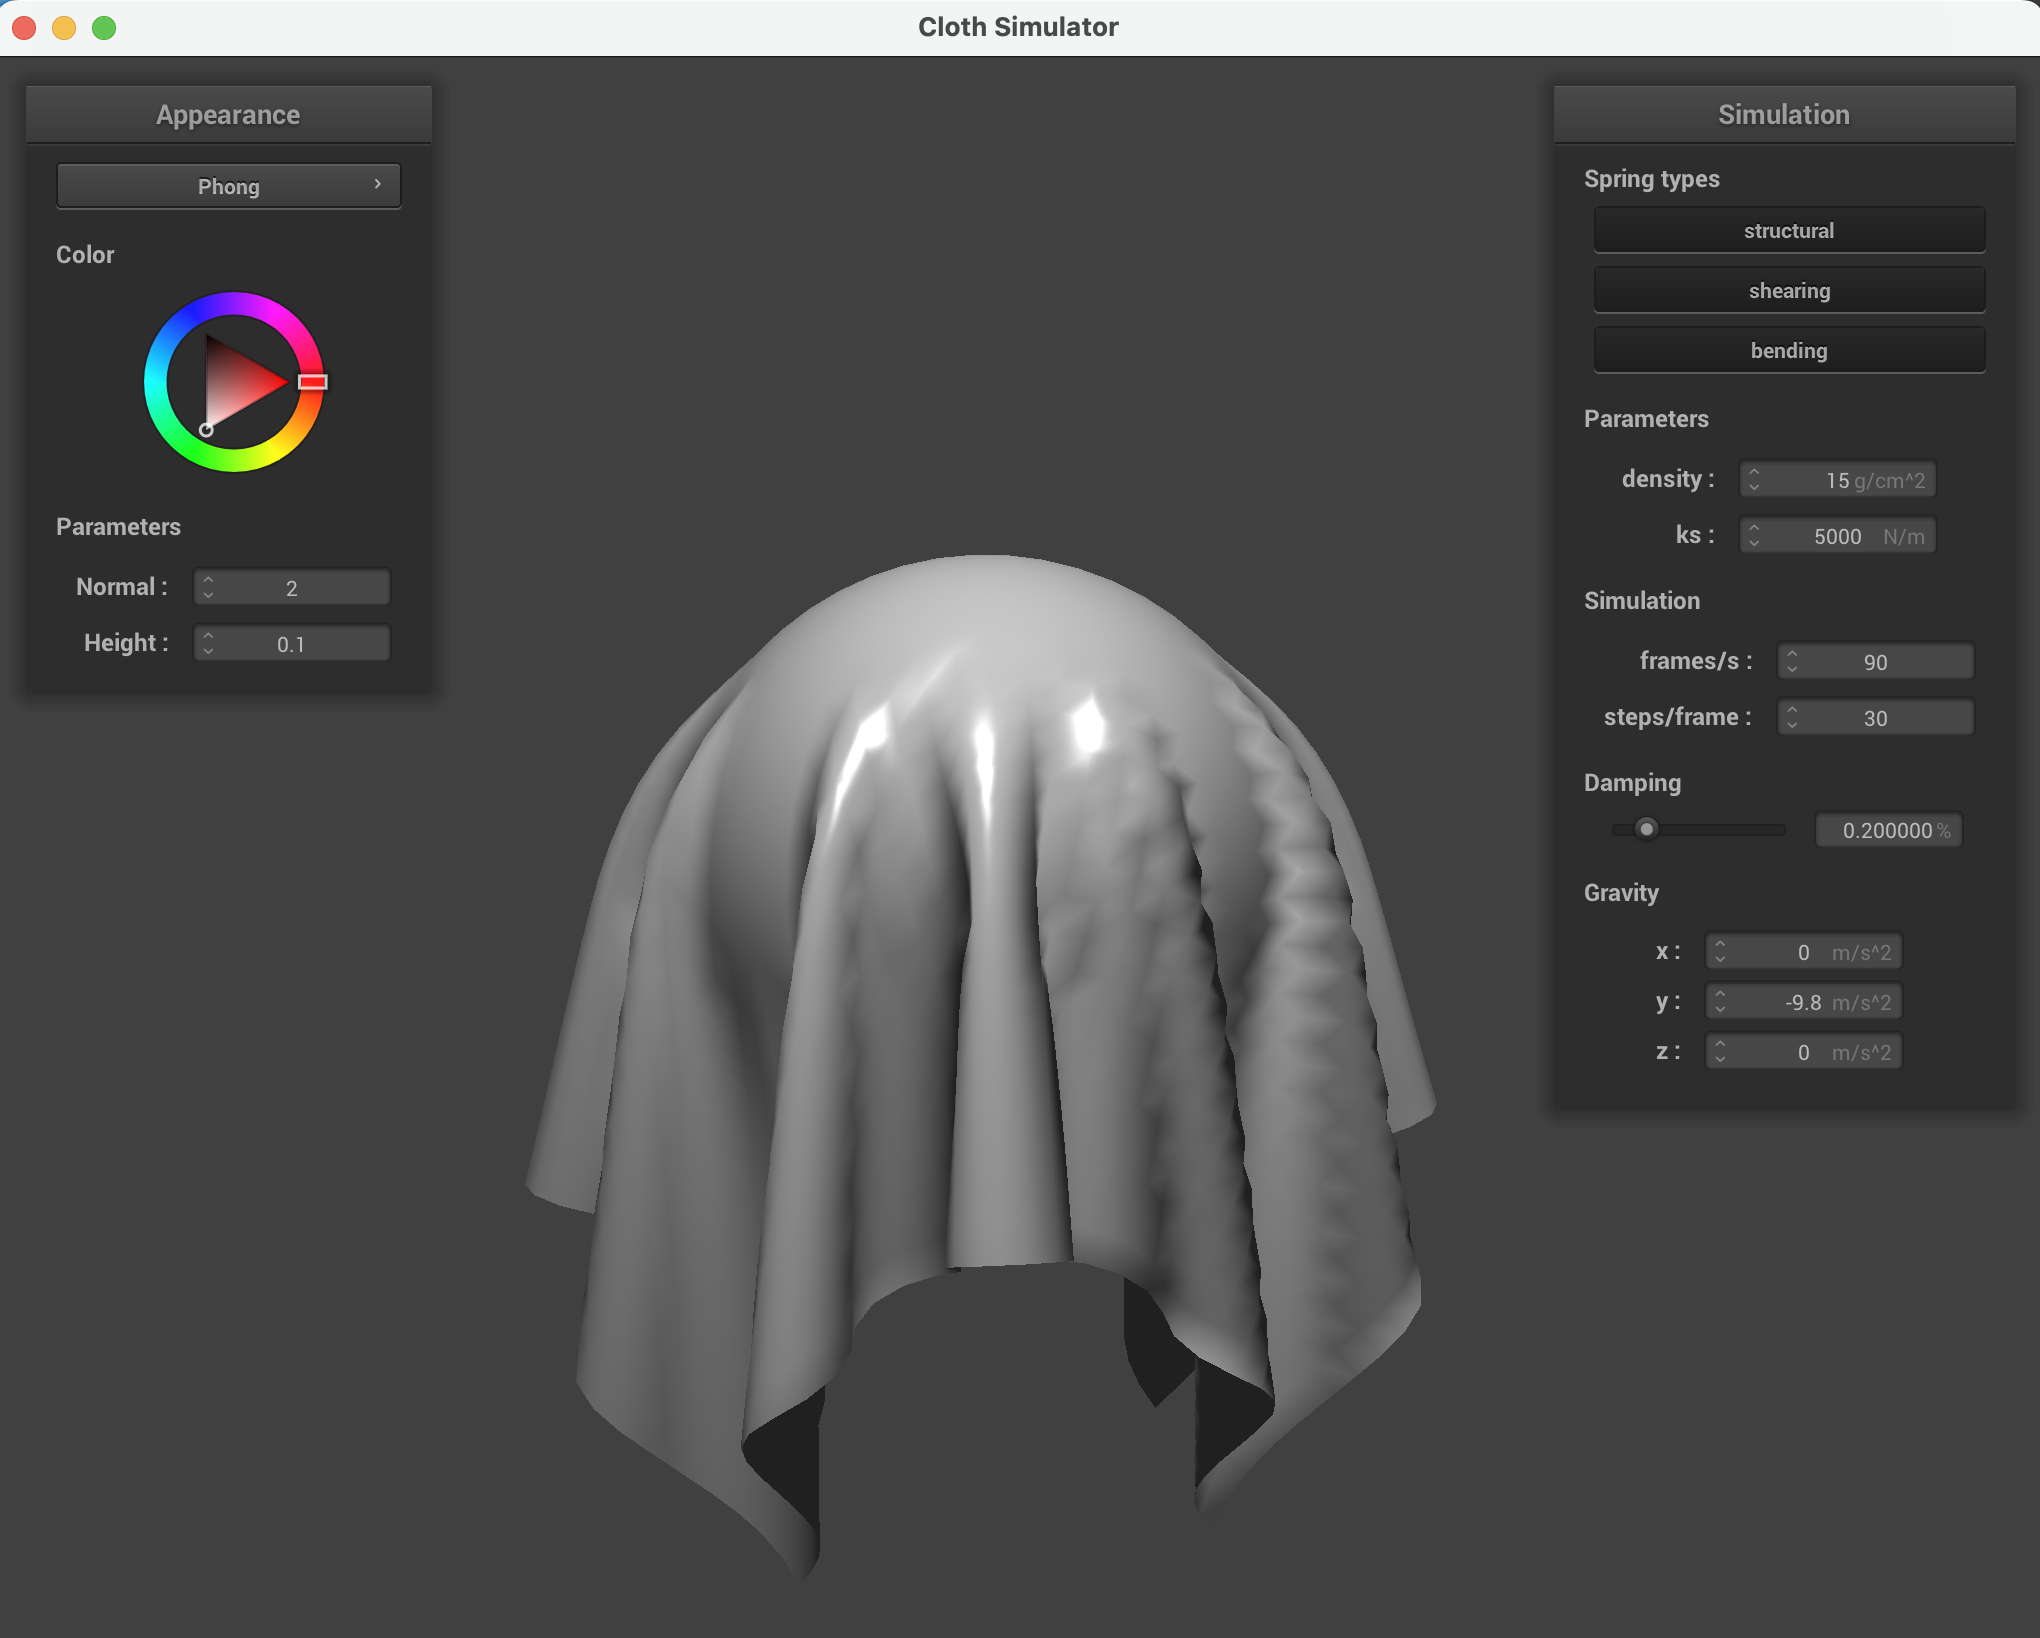 Cloth Simulator
Appearance
Phong
Color
Parameters
Normal : 2
Height : 0.1
Simulation
Spring types
structural
shearing
bending
Parameters
density : 15 g/cm^2
ks : 5000 N/m
Simulation
frames/s : 90
steps/frame : 30
Damping
0.200000 %
Gravity
x : 0 m/s^2
y : -9.8 m/s^2
z : 0 m/s^2